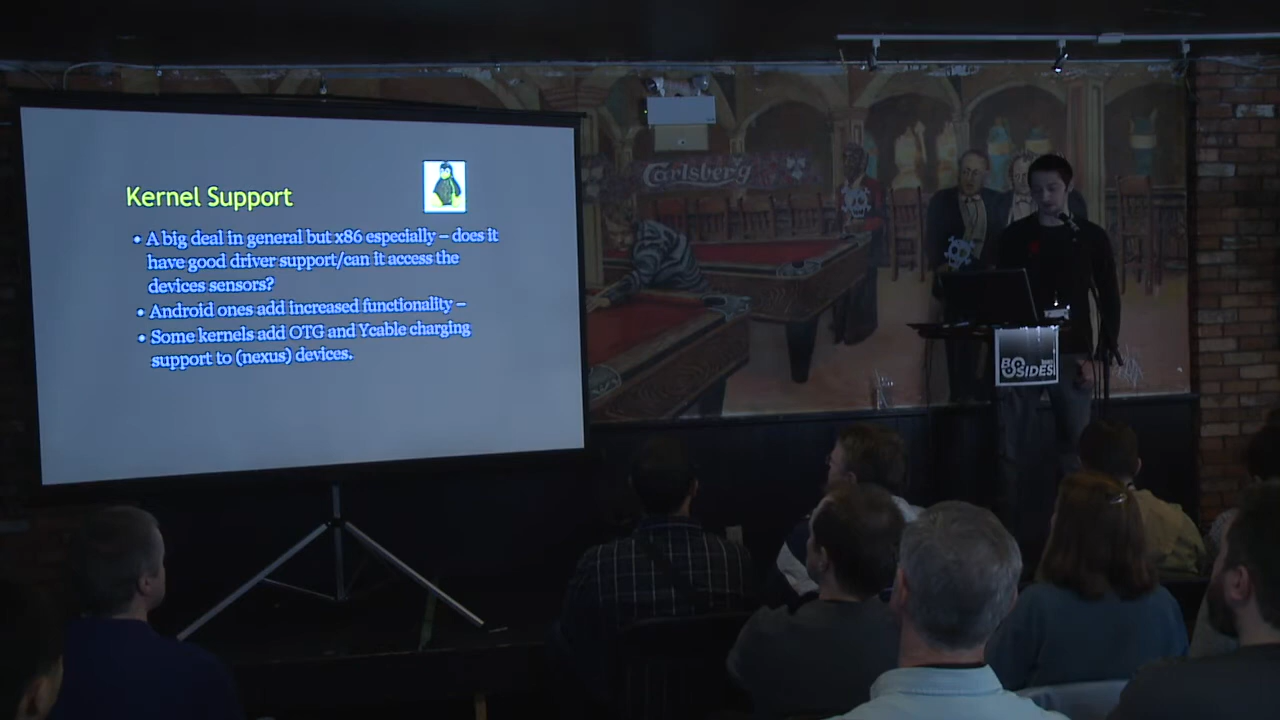 Kernel Support
• A big deal in general but x86 especially – does it
have good driver support/can it access the
devices sensors?
• Android ones add increased functionality –
• Some kernels add OTG and Ycable charging
support to (nexus) devices.
Carlsberg
BSIDES